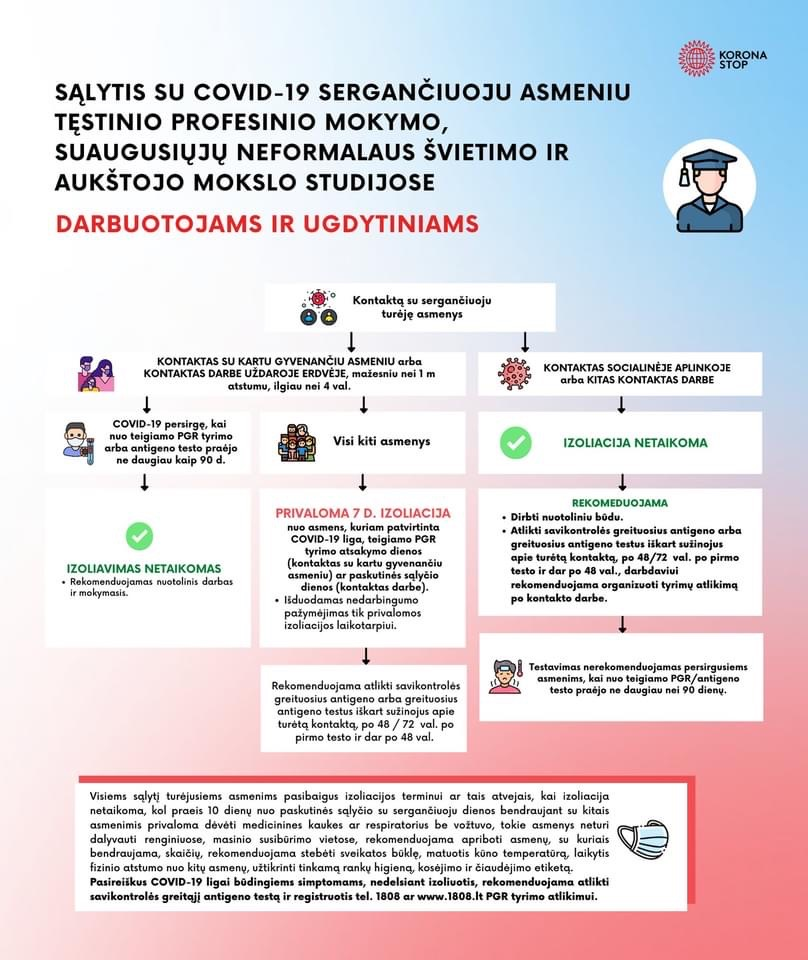 KORONA
STOP
SĄLYTIS SU COVID-19 SERGANČIUOJU ASMENIU
TĘSTINIO PROFESINIO MOKYMO,
SUAUGUSIŲJŲ NEFORMALAUS ŠVIETIMO IR
AUKŠTOJO MOKSLO STUDIJOSE
DARBUOTOJAMS IR UGDYTINIAMS
Kontaktą su sergančiuoju
turėję asmenys
KONTAKTAS SU KARTU GYVENANČIU ASMENIU arba
KONTAKTAS DARBE UŽDAROJE ERDVĖJE, mažesniu nei 1 m
atstumu, ilgiau nei 4 val.
KONTAKTAS SOCIALINĖJE APLINKOJE
arba KITAS KONTAKTAS DARBE
COVID-19 persirgę, kai
nuo teigiamo PGR tyrimo
arba antigeno testo praėjo
ne daugiau kaip 90 d.
Visi kiti asmenys
IZOLIACIJA NETAIKOMA
IZOLIAVIMAS NETAIKOMAS
• Rekomenduojamas nuotolinis darbas
ir mokymasis.
PRIVALOMA 7 D. IZOLIACIJA
nuo asmens, kuriam patvirtinta
COVID-19 liga, teigiamo PGR
tyrimo atsakymo dienos
(kontaktas su kartu gyvenančiu
asmeniu) ar paskutinės sąlyčio
dienos (kontaktas darbe).
• Išduodamas nedarbingumo
pažymėjimas tik privalomos
izoliacijos laikotarpiui.
REKOMEDUOJAMA
• Dirbti nuotoliniu būdu.
• Atlikti savikontrolės greituosius antigeno arba
greituosius antigeno testus iškart sužinojus
apie turėtą kontaktą, po 48/72 val. po pirmo
testo ir dar po 48 val., darbdaviui
rekomenduojama organizuoti tyrimų atlikimą
po kontakto darbe.
Rekomenduojama atlikti savikontrolės
greituosius antigeno arba greituosius
antigeno testus iškart sužinojus apie
turėtą kontaktą, po 48 / 72 val. po
pirmo testo ir dar po 48 val.
Testavimas nerekomenduojamas persirgusiems
asmenims, kai nuo teigiamo PGR/antigeno
testo praėjo ne daugiau nei 90 dienų.
Visiems sąlytį turėjusiems asmenims pasibaigus izoliacijos terminui ar tais atvejais, kai izoliacija
netaikoma, kol praeis 10 dienų nuo paskutinės sąlyčio su sergančiuoju dienos bendraujant su kitais
asmenimis privaloma dėvėti medicinines kaukes ar respiratorius be vožtuvo, tokie asmenys neturi
dalyvauti renginiuose, masinio susibūrimo vietose, rekomenduojama apriboti asmenų, su kuriais
bendraujama, skaičių, rekomenduojama stebėti sveikatos būklę, matuotis kūno temperatūrą, laikytis
fizinio atstumo nuo kitų asmenų, užtikrinti tinkamą rankų higieną, kosėjimo ir čiaudėjimo etiketą.
Pasireiškus COVID-19 ligai būdingiems simptomams, nedelsiant izoliuotis, rekomenduojama atlikti
savikontrolės greitąjį antigeno testą ir registruotis tel. 1808 ar www.1808.lt PGR tyrimo atlikimui.